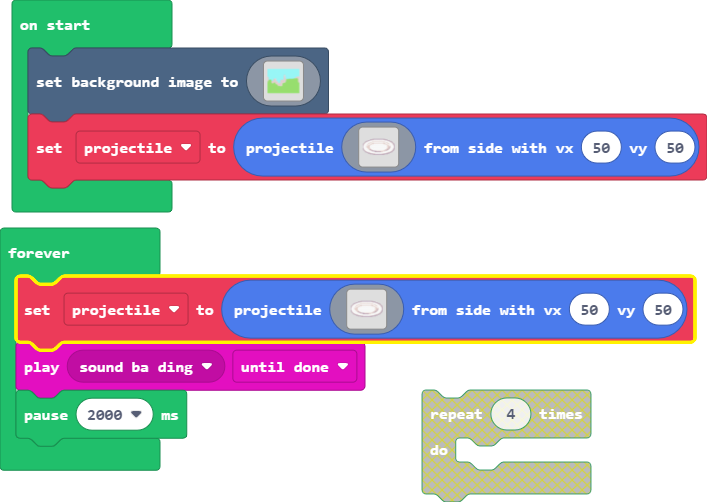 on start
set background image to
set projectile to projectile from side with vx 50 vy 50
forever
set projectile to projectile from side with vx 50 vy 50
play sound ba ding until done
pause 2000 ms
repeat 4 times
do